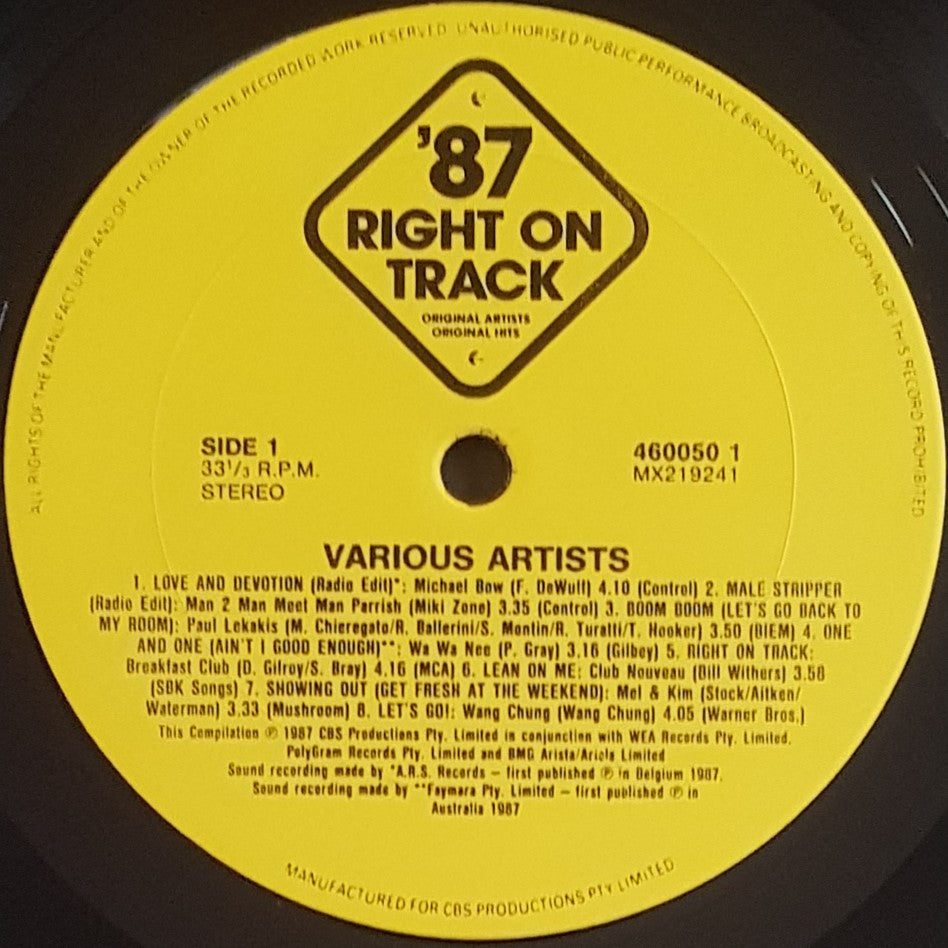 ALL RIGHTS OF THE MANUFACTURER AND OF THE OWNER OF THE RECORDED WORK RESERVED UNAUTHORISED PUBLIC PERFORMANCE BROADCASTING AND COPYING OF THIS RECORD PROHIBITED
'87
RIGHT ON
TRACK
ORIGINAL ARTISTS
ORIGINAL HITS
SIDE 1
33⅓ R.P.M.
STEREO
460050 1
MX219241
VARIOUS ARTISTS
1. LOVE AND DEVOTION (Radio Edit)*: Michael Bow (F. DeWulf) 4.10 (Control) 2. MALE STRIPPER
(Radio Edit): Man 2 Man Meet Man Parrish (Miki Zone) 3.35 (Control) 3. BOOM BOOM (LET'S GO BACK TO
MY ROOM): Paul Lekakis (M. Chieregato/R. Ballerini/S. Montin/R. Turatti/T. Hooker) 3.50 (BIEM) 4. ONE
AND ONE (AIN'T I GOOD ENOUGH)**: Wa Wa Nee (P. Gray) 3.16 (Gilbey) 5. RIGHT ON TRACK:
Breakfast Club (D. Gilroy/S. Bray) 4.16 (MCA) 6. LEAN ON ME: Club Nouveau (Bill Withers) 3.58
(SBK Songs) 7. SHOWING OUT (GET FRESH AT THE WEEKEND): Mel & Kim (Stock/Aitken/
Waterman) 3.33 (Mushroom) 8. LET'S GO!: Wang Chung (Wang Chung) 4.05 (Warner Bros.)
This Compilation ℗ 1987 CBS Productions Pty. Limited in conjunction with WEA Records Pty. Limited.
PolyGram Records Pty. Limited and BMG Arista/Ariola Limited
Sound recording made by *A.R.S. Records – first published ℗ in Belgium 1987.
Sound recording made by **Faymara Pty. Limited – first published ℗ in
Australia 1987
MANUFACTURED FOR CBS PRODUCTIONS PTY. LIMITED